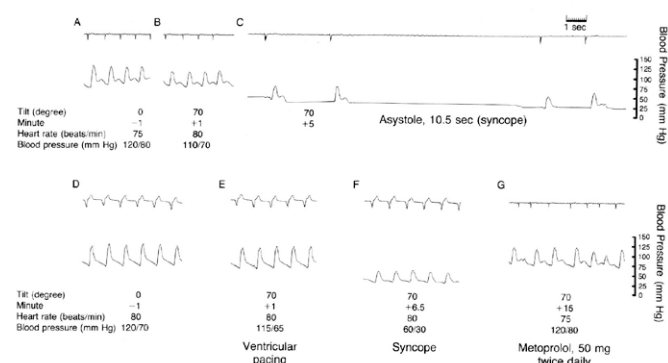 A
B
C
1 sec
Blood Pressure (mm Hg)
150
125
100
75
50
25
0
Tilt (degree) 0 70 70
Minute −1 +1 +5
Asystole, 10.5 sec (syncope)
Heart rate (beats/min) 75 80
Blood pressure (mm Hg) 120/80 110/70
D
E
F
G
Blood Pressure (mm Hg)
150
125
100
75
50
25
0
Tilt (degree) 0 70 70 70
Minute −1 +1 +6.5 +15
Heart rate (beats/min) 80 80 80 75
Blood pressure (mm/Hg) 120/70 115/65 60/30 120/80
Ventricular pacing
Syncope
Metoprolol, 50 mg
twice daily